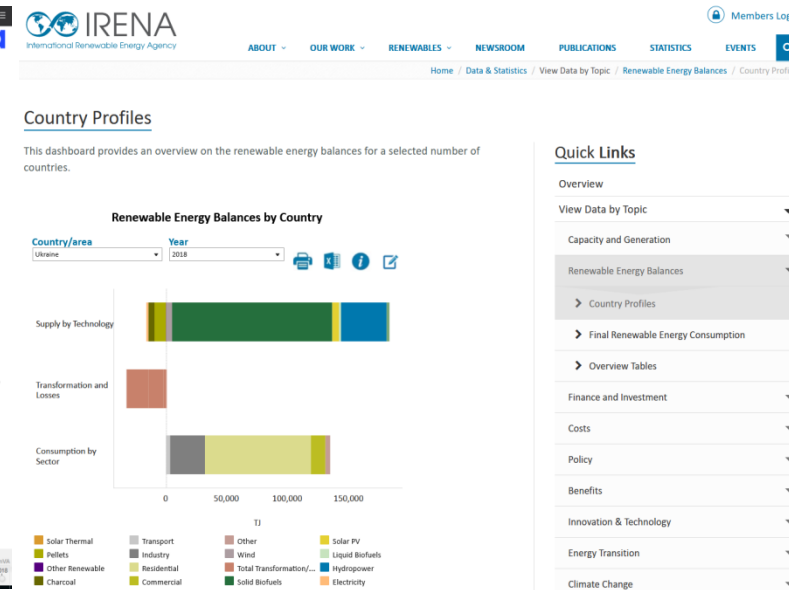 IRENA
International Renewable Energy Agency
Members Log
ABOUT OUR WORK RENEWABLES NEWSROOM PUBLICATIONS STATISTICS EVENTS
Home / Data & Statistics / View Data by Topic / Renewable Energy Balances / Country Profi
Country Profiles
This dashboard provides an overview on the renewable energy balances for a selected number of
countries.
Renewable Energy Balances by Country
Country/area Year
Ukraine 2018
Supply by Technology
Transformation and
Losses
Consumption by
Sector
0 50,000 100,000 150,000
TJ
Solar Thermal Transport Other Solar PV
Pellets Industry Wind Liquid Biofuels
Other Renewable Residential Total Transformation/... Hydropower
Charcoal Commercial Solid Biofuels Electricity
Quick Links
Overview
View Data by Topic
Capacity and Generation
Renewable Energy Balances
Country Profiles
Final Renewable Energy Consumption
Overview Tables
Finance and Investment
Costs
Policy
Benefits
Innovation & Technology
Energy Transition
Climate Change